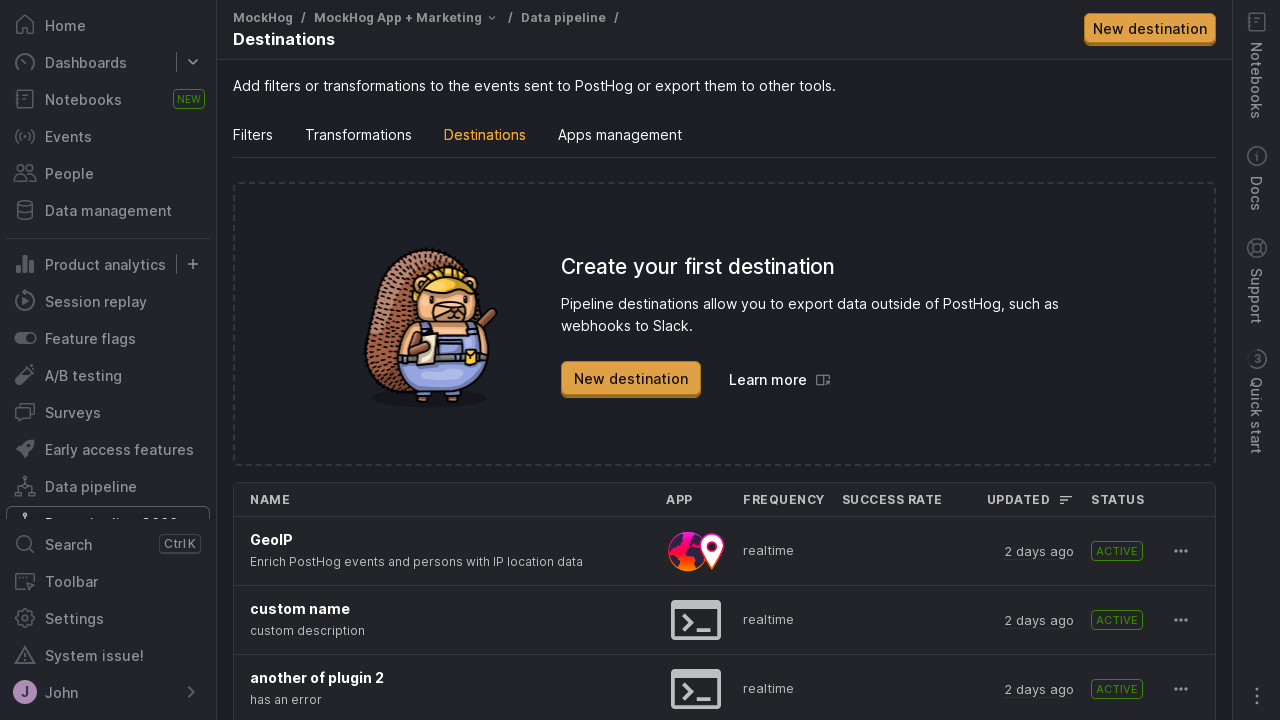 Home
Dashboards
Notebooks
NEW
Events
People
Data management
Product analytics
Session replay
Feature flags
A/B testing
Surveys
Early access features
Data pipeline
Search
Ctrl K
Toolbar
Settings
System issue!
J
John
MockHog / MockHog App + Marketing / Data pipeline /
Destinations
New destination
Add filters or transformations to the events sent to PostHog or export them to other tools.
Filters
Transformations
Destinations
Apps management
Create your first destination
Pipeline destinations allow you to export data outside of PostHog, such as
webhooks to Slack.
New destination
Learn more
NAME APP FREQUENCY SUCCESS RATE UPDATED STATUS
GeoIP
Enrich PostHog events and persons with IP location data
realtime
2 days ago
ACTIVE
custom name
custom description
realtime
2 days ago
ACTIVE
another of plugin 2
has an error
realtime
2 days ago
ACTIVE
Notebooks
Docs
Support
3
Quick start